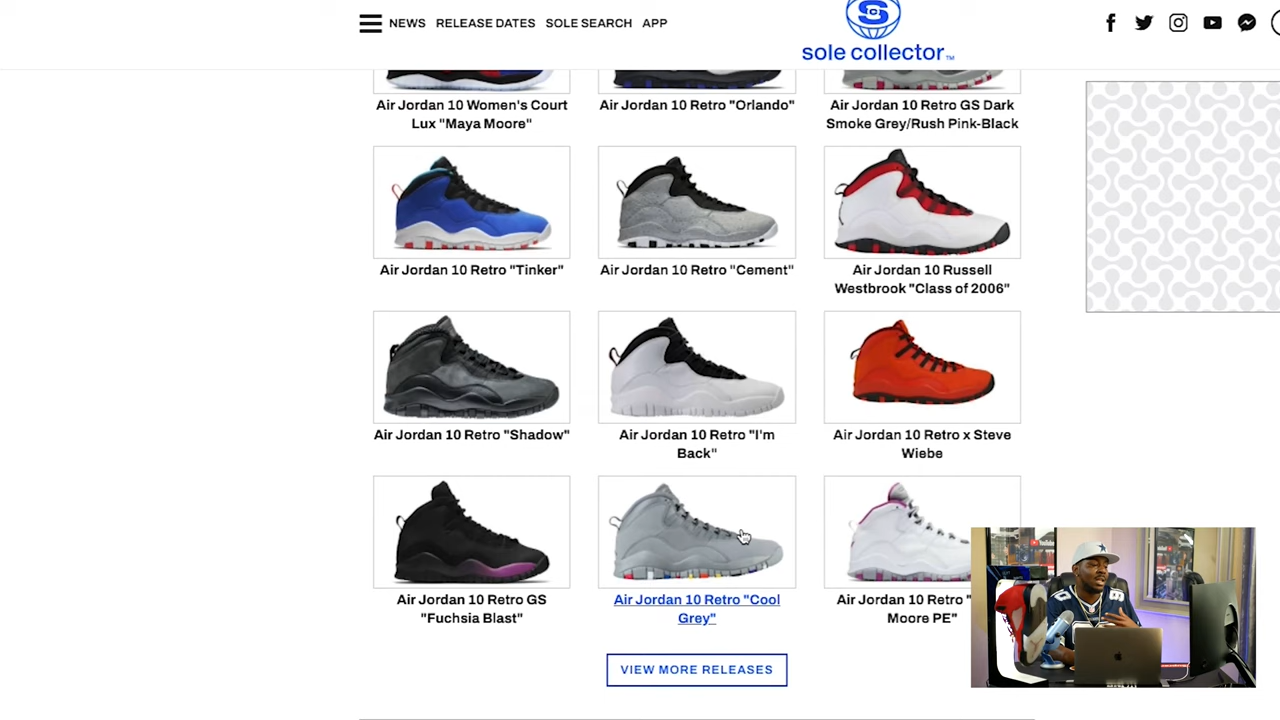 NEWS RELEASE DATES SOLE SEARCH APP
sole collector™
Air Jordan 10 Women's Court
Lux "Maya Moore"
Air Jordan 10 Retro "Orlando"
Air Jordan 10 Retro GS Dark
Smoke Grey/Rush Pink-Black
Air Jordan 10 Retro "Tinker"
Air Jordan 10 Retro "Cement"
Air Jordan 10 Russell
Westbrook "Class of 2006"
Air Jordan 10 Retro "Shadow"
Air Jordan 10 Retro "I'm
Back"
Air Jordan 10 Retro x Steve
Wiebe
Air Jordan 10 Retro GS
"Fuchsia Blast"
Air Jordan 10 Retro "Cool
Grey"
Air Jordan 10 Retro "
Moore PE"
VIEW MORE RELEASES